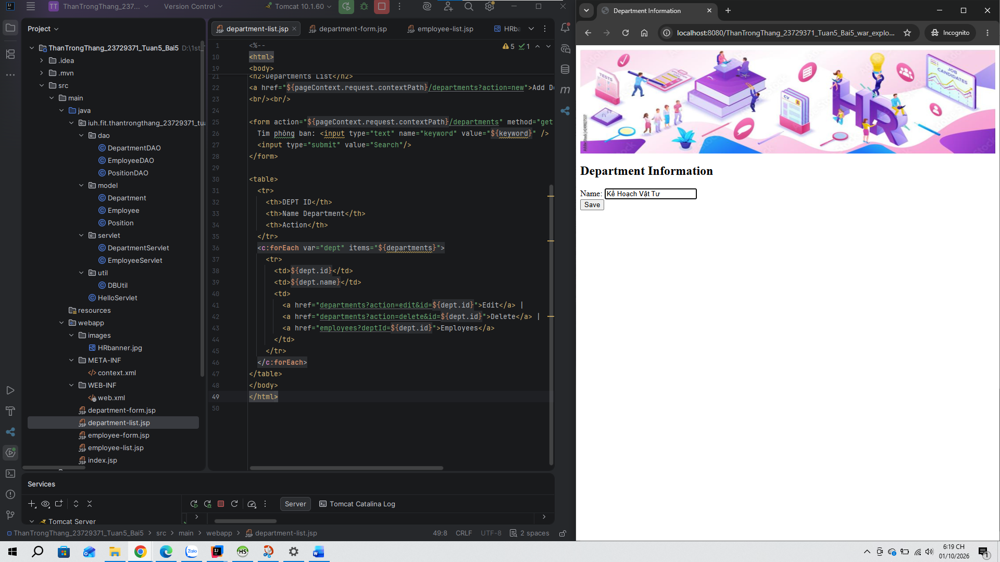 TT
ThanTrongThang_237...
Version Control
Tomcat 10.1.60
Project
ThanTrongThang_23729371_Tuan5_Bai5 D:\1st_
.idea
.mvn
src
main
java
iuh.fit.thantrongthang_23729371_tu
dao
DepartmentDAO
EmployeeDAO
PositionDAO
model
Department
Employee
Position
servlet
DepartmentServlet
EmployeeServlet
util
DBUtil
HelloServlet
resources
webapp
images
HRbanner.jpg
META-INF
context.xml
WEB-INF
web.xml
department-form.jsp
department-list.jsp
employee-form.jsp
employee-list.jsp
index.jsp
department-list.jsp
department-form.jsp
employee-list.jsp
HRba
5
1
1 <%--
10 <html>
19 <body>
21 <h2>Departments List</h2>
22 <a href="${pageContext.request.contextPath}/departments?action=new">Add De
23 <br/><br/>
24
25 <form action="${pageContext.request.contextPath}/departments" method="get
26 Tìm phòng ban: <input type="text" name="keyword" value="${keyword}" />
27 <input type="submit" value="Search"/>
28 </form>
29
30 <table>
31 <tr>
32 <th>DEPT ID</th>
33 <th>Name Department</th>
34 <th>Action</th>
35 </tr>
36 <c:forEach var="dept" items="${departments}">
37 <tr>
38 <td>${dept.id}</td>
39 <td>${dept.name}</td>
40 <td>
41 <a href="departments?action=edit&id=${dept.id}">Edit</a> |
42 <a href="departments?action=delete&id=${dept.id}">Delete</a> |
43 <a href="employees?deptId=${dept.id}">Employees</a>
44 </td>
45 </tr>
46 </c:forEach>
47 </table>
48 </body>
49 </html>
50
Services
Tomcat Server
Server
Tomcat Catalina Log
ThanTrongThang_23729371_Tuan5_Bai5 > src > main > webapp > department-list.jsp
49:8
CRLF
UTF-8
2 spaces
Department Information
localhost:8080/ThanTrongThang_23729371_Tuan5_Bai5_war_explo...
Incognito
TESTS
CV
HR
JOB CANDIDATES
Adobe Stock | #249827537
Department Information
Name: Kế Hoạch Vật Tư
Save
Zalo
HS
6:19 CH
01/10/2026
1